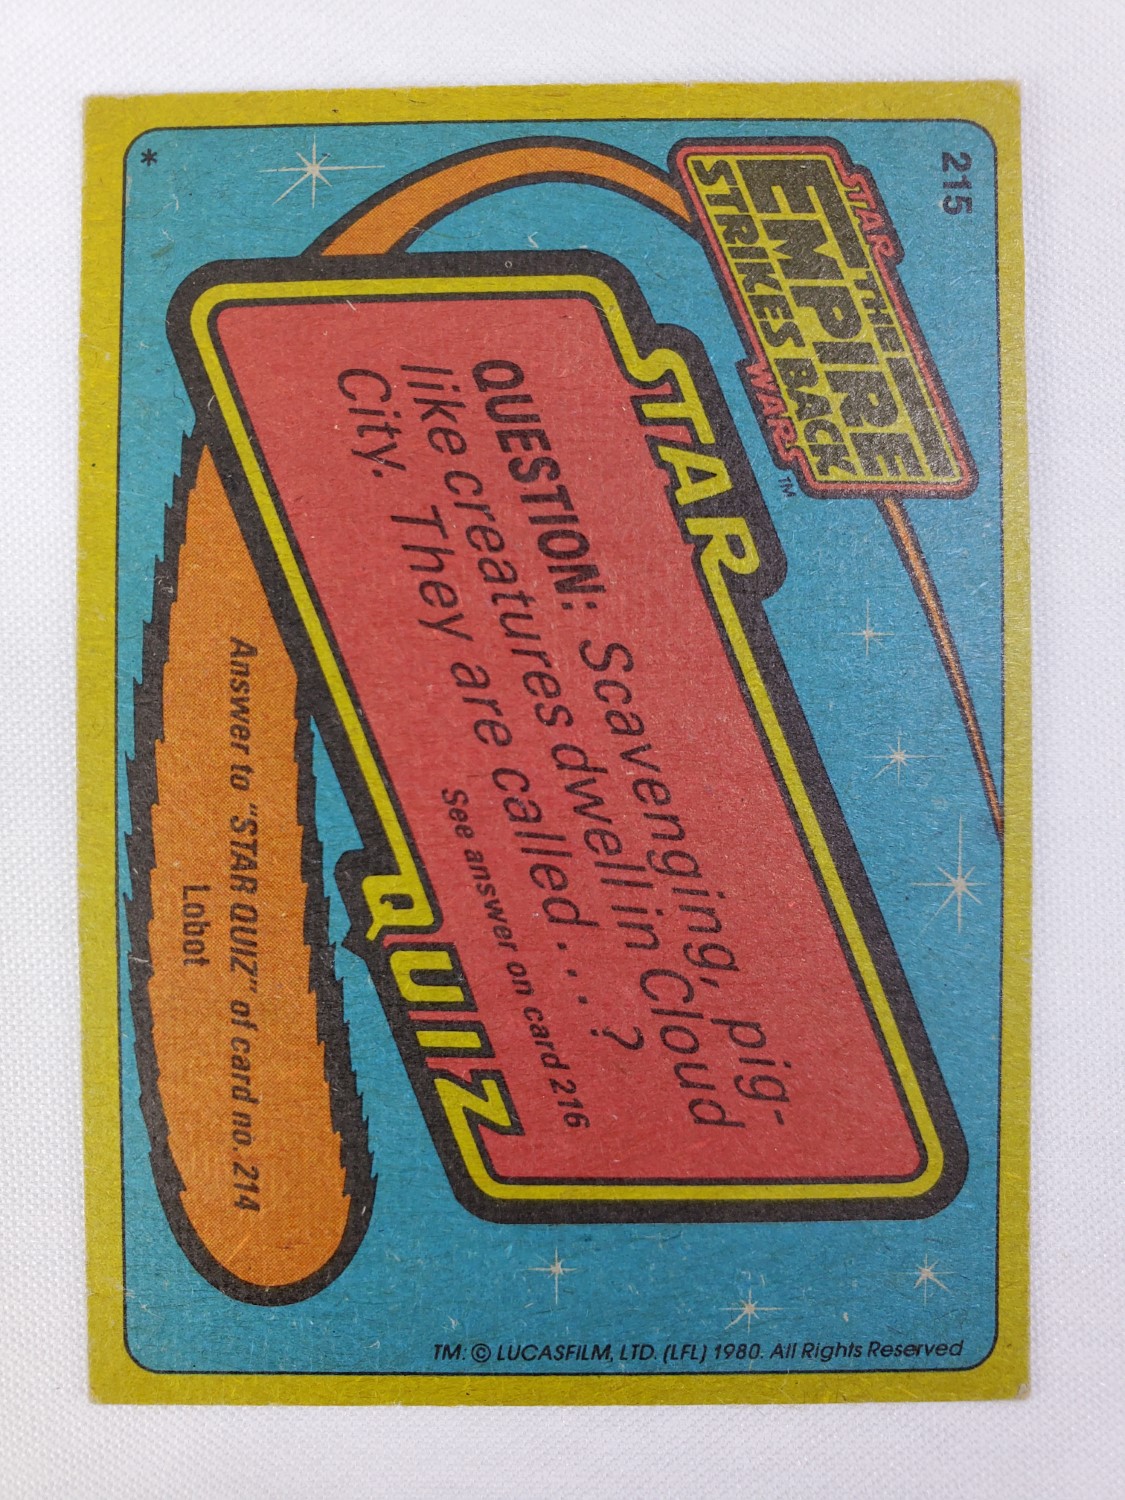 215
STAR
THE
EMPIRE
STRIKES BACK
WARS
TM
STAR
QUESTION: Scavenging, pig-
like creatures dwell in Cloud
City. They are called . . . ?
See answer on card 216
QUIZ
Answer to "STAR QUIZ" of card no. 214
Lobot
*
TM: © LUCASFILM, LTD. (LFL) 1980. All Rights Reserved